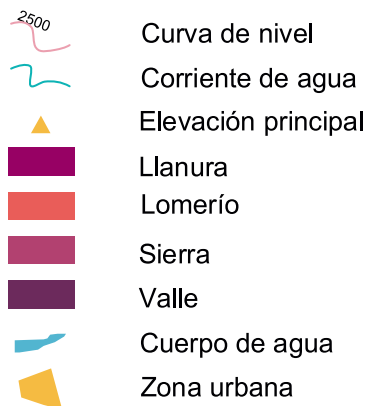 2500
Curva de nivel
Corriente de agua
Elevación principal
Llanura
Lomerío
Sierra
Valle
Cuerpo de agua
Zona urbana